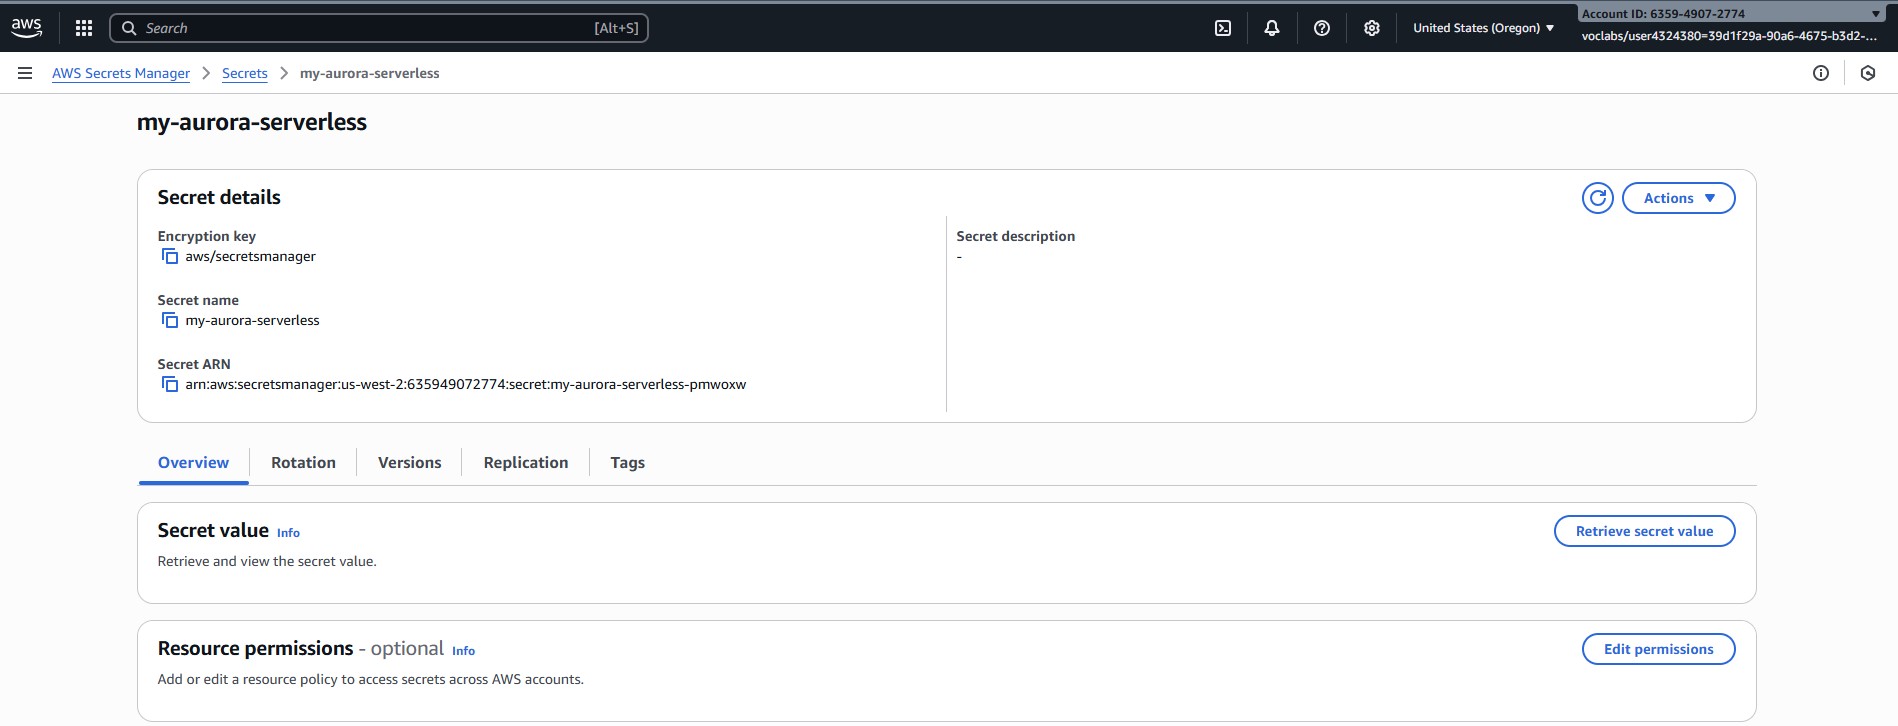 aws
Search [Alt+S]
United States (Oregon)
Account ID: 6359-4907-2774
voclabs/user4324380=39d1f29a-90a6-4675-b3d2-...
AWS Secrets Manager > Secrets > my-aurora-serverless
my-aurora-serverless
Secret details
Actions
Encryption key
aws/secretsmanager
Secret name
my-aurora-serverless
Secret ARN
arn:aws:secretsmanager:us-west-2:635949072774:secret:my-aurora-serverless-pmwoxw
Secret description
-
Overview Rotation Versions Replication Tags
Secret value Info
Retrieve secret value
Retrieve and view the secret value.
Resource permissions - optional Info
Edit permissions
Add or edit a resource policy to access secrets across AWS accounts.